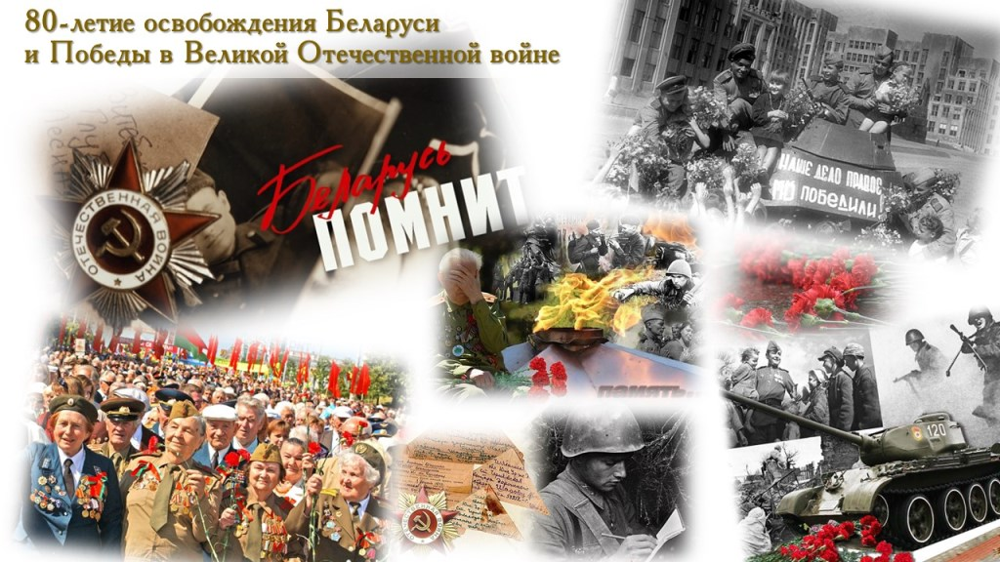 80-летие освобождения Беларуси
и Победы в Великой Отечественной войне
Беларусь
ПОМНИТ
ОТЕЧЕСТВЕННАЯ ВОЙНА
НАШЕ ДЕЛО ПРАВОЕ
МЫ ПОБЕДИЛИ
память
120